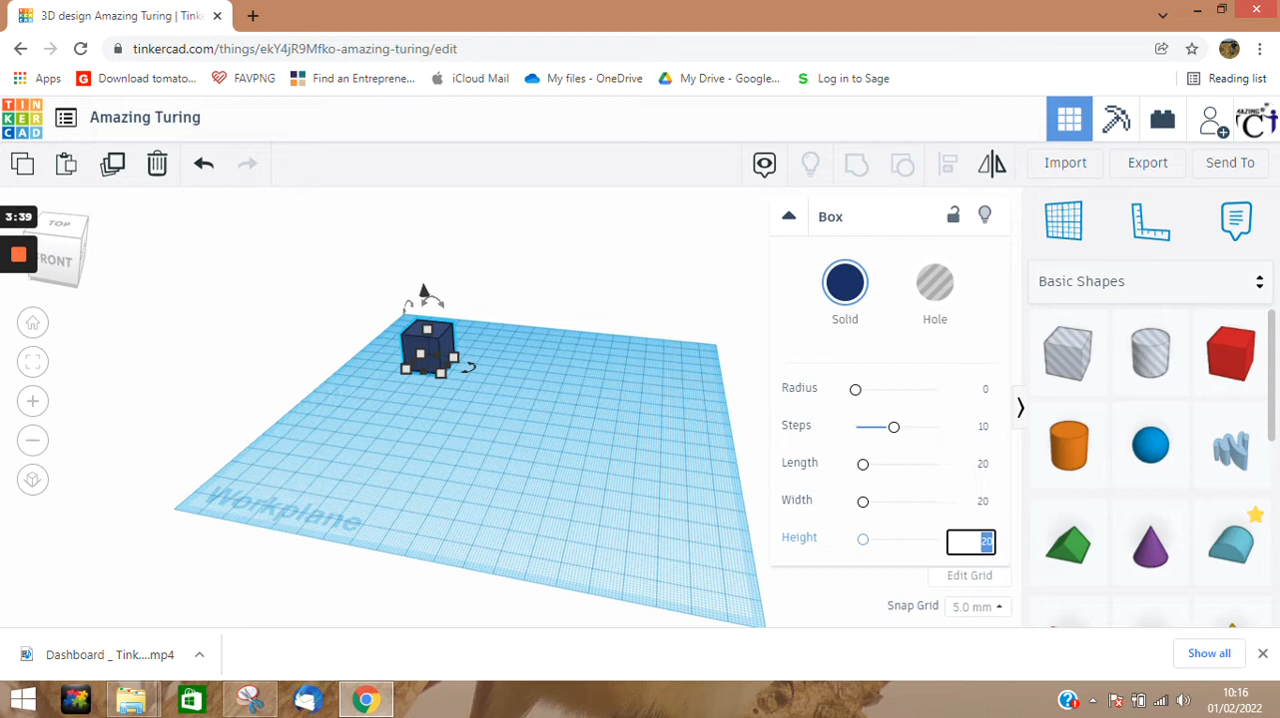 3D design Amazing Turing | Tink
tinkercad.com/things/ekY4jR9Mfko-amazing-turing/edit
Apps
Download tomato...
FAVPNG
Find an Entreprene...
iCloud Mail
My files - OneDrive
My Drive - Google...
Log in to Sage
Reading list
TIN
KER
CAD
Amazing Turing
Import
Export
Send To
3:39
TOP
FRONT
Box
Solid
Hole
Basic Shapes
Radius
0
Steps
10
Length
20
Width
20
Height
20
Workplane
Edit Grid
Snap Grid
5.0 mm
Dashboard _ Tink....mp4
Show all
10:16
01/02/2022